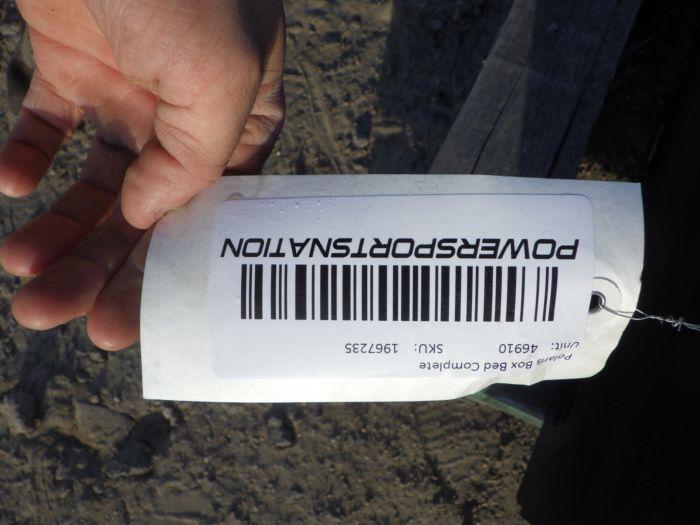 Polaris Box Bed Complete
Unit: 46910 SKU: 1967235
POWERSPORTSNATION